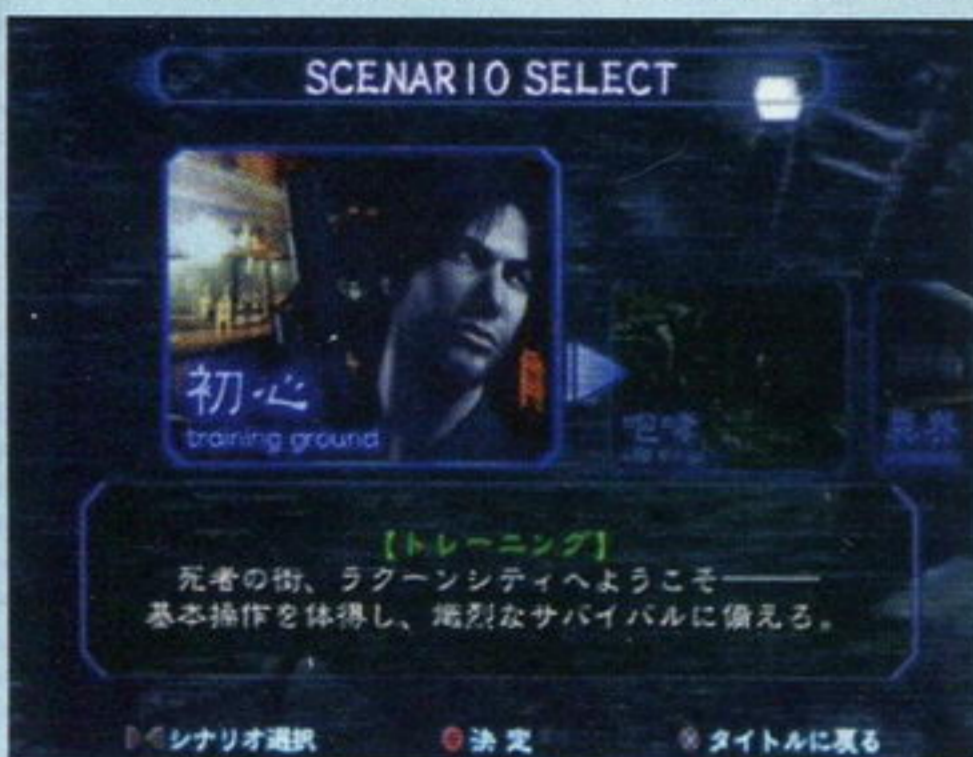 SCENARIO SELECT
初心
training ground
咆哮
【トレーニング】
死者の街、ラクーンシティへようこそ―――
基本操作を体得し、熾烈なサバイバルに備えろ。
シナリオ選択
決定
タイトルに戻る